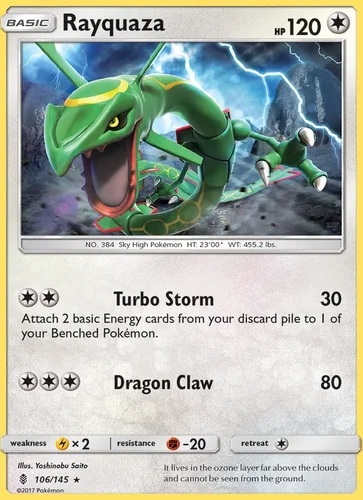 BASIC Rayquaza HP 120
NO. 384 Sky High Pokémon HT: 23'00" WT: 455.2 lbs.
Turbo Storm 30
Attach 2 basic Energy cards from your discard pile to 1 of
your Benched Pokémon.
Dragon Claw 80
weakness × 2 resistance -20 retreat
Illus. Yoshinobu Saito
106/145 ★
©2017 Pokémon
It lives in the ozone layer far above the clouds
and cannot be seen from the ground.